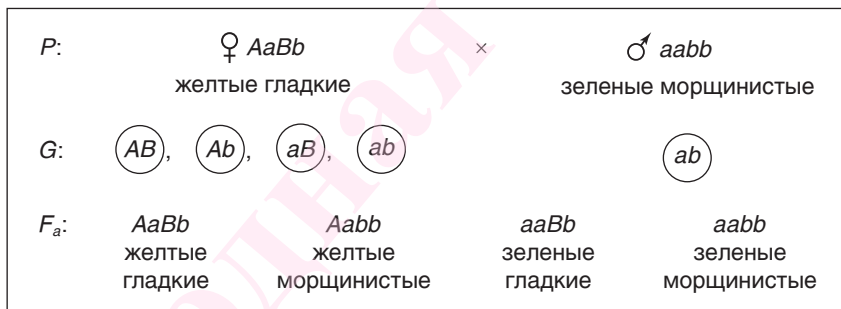 P: ♀ AaBb × ♂ aabb
желтые гладкие зеленые морщинистые
G: AB, Ab, aB, ab ab
Fa: AaBb Aabb aaBb aabb
желтые желтые зеленые зеленые
гладкие морщинистые гладкие морщинистые